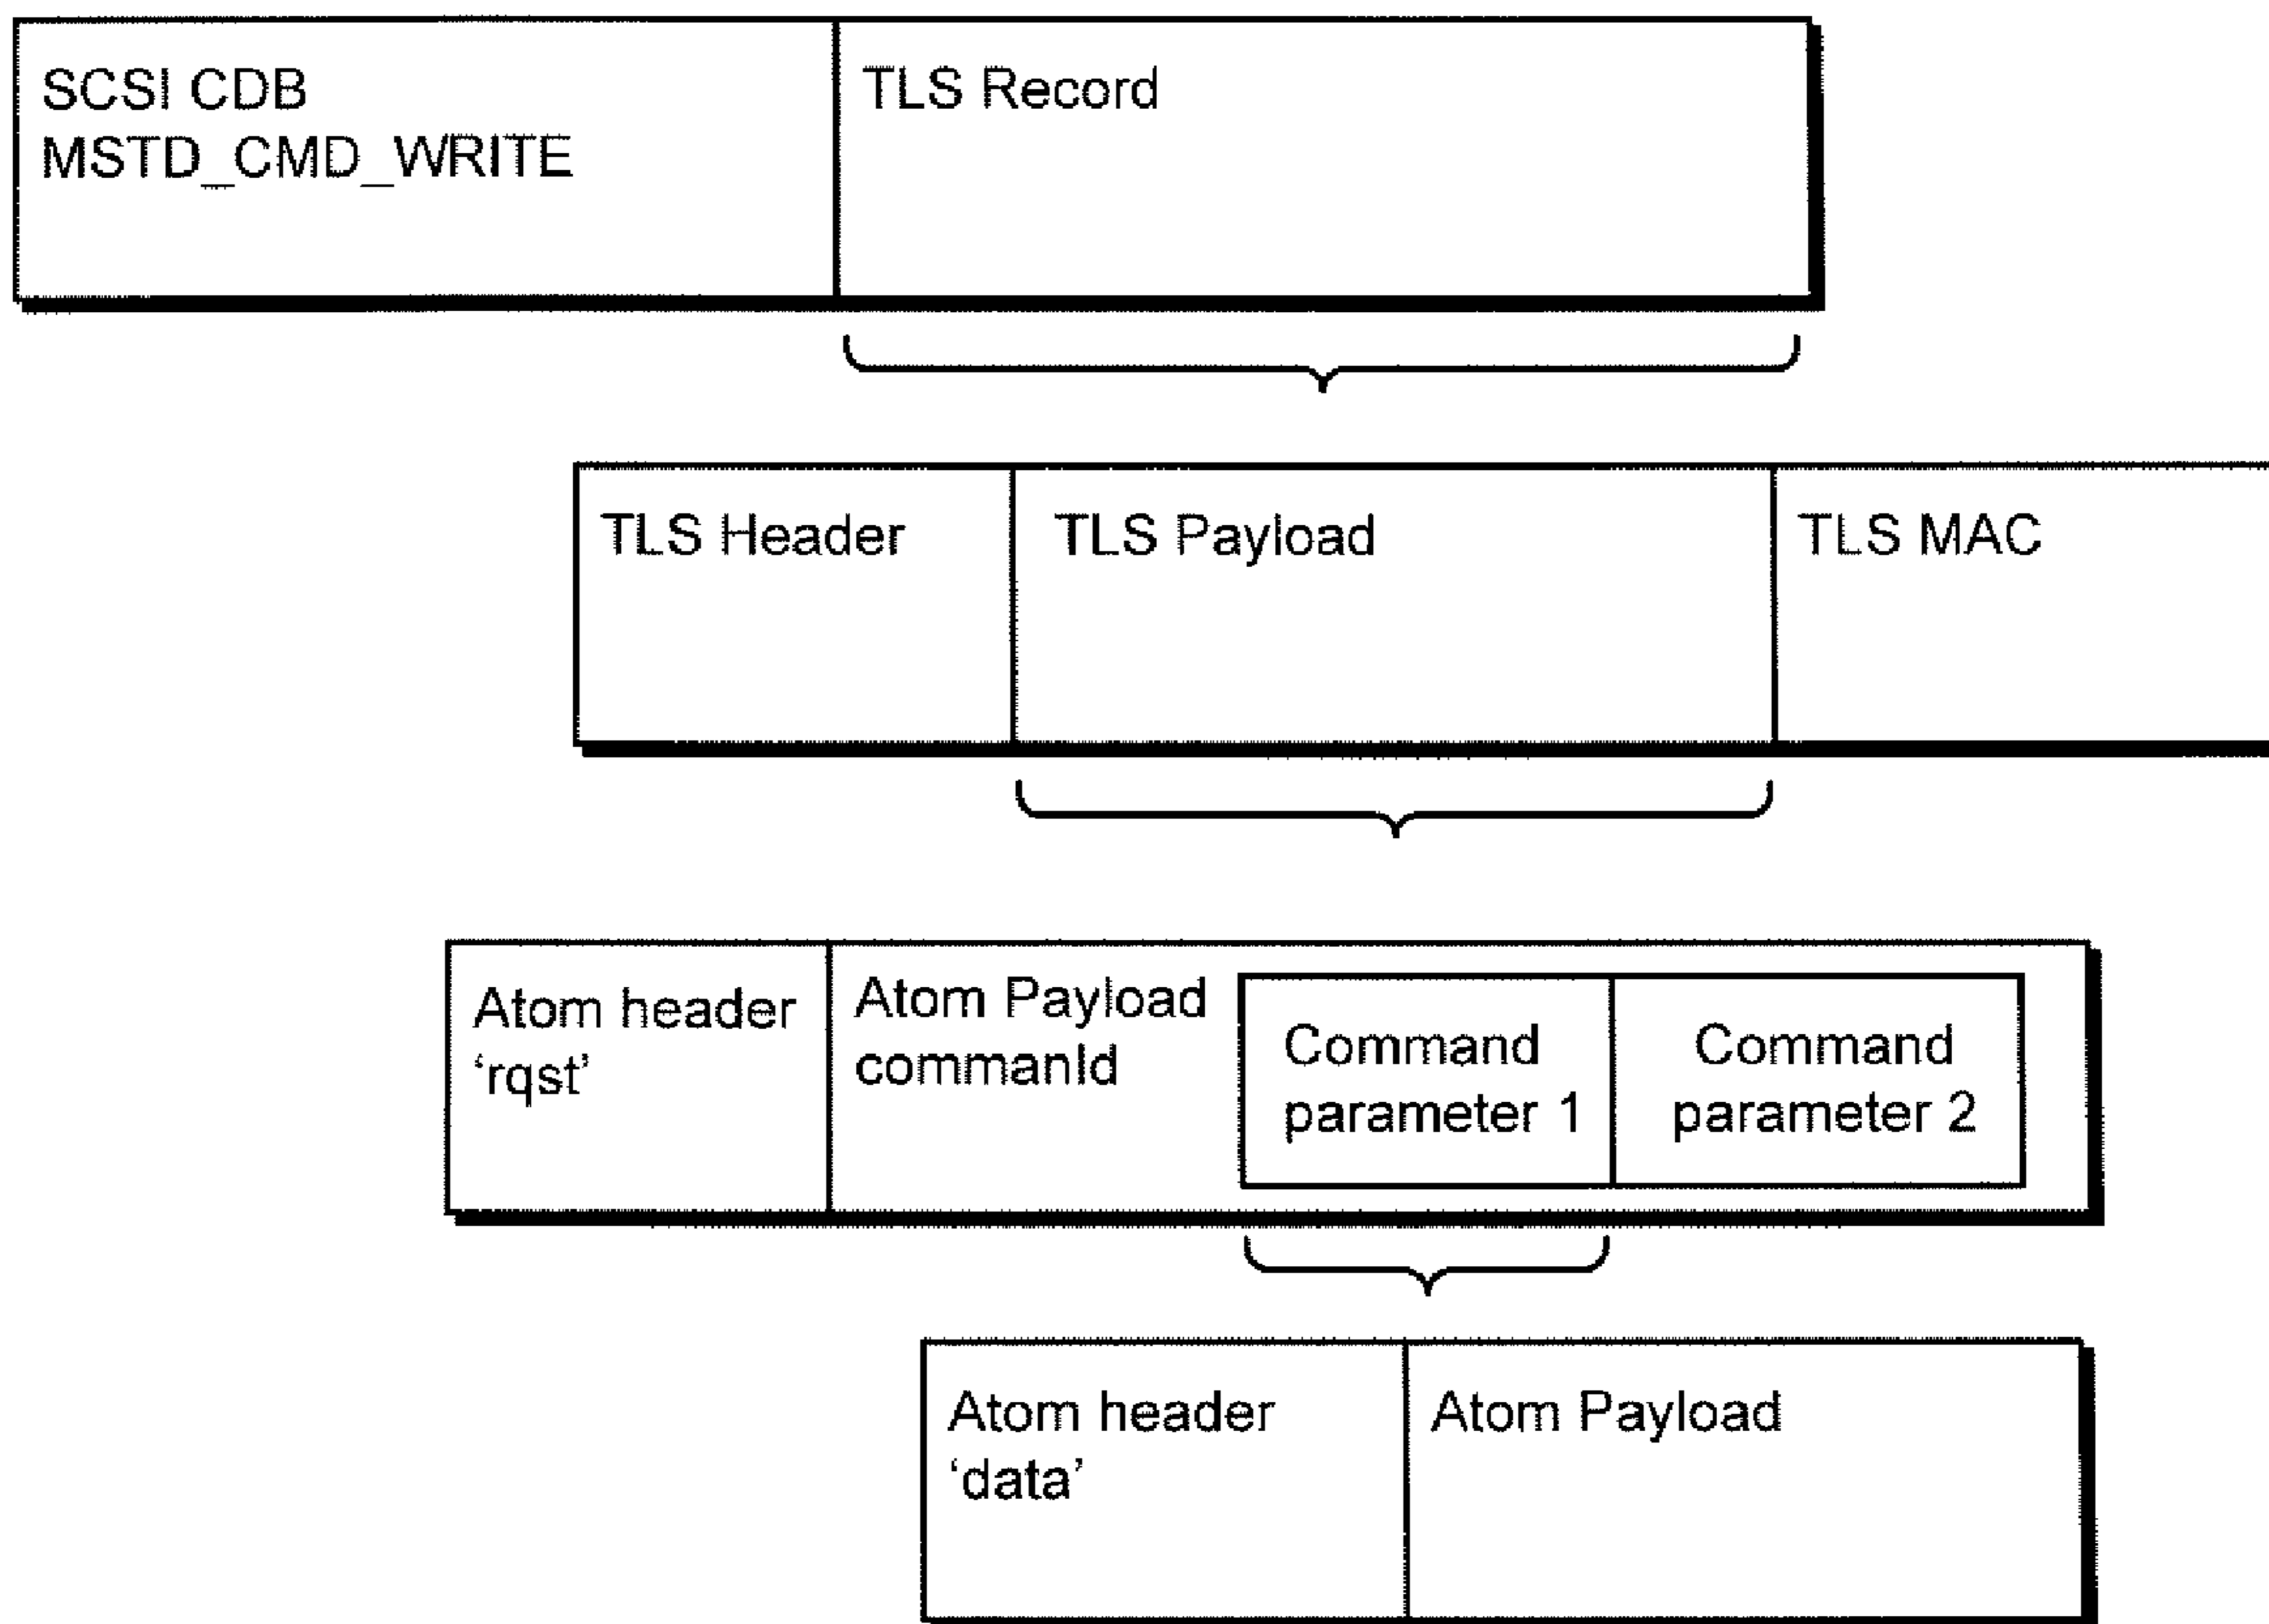 SCSI CDB
MSTD_CMD_WRITE
TLS Record
TLS Header
TLS Payload
TLS MAC
Atom header
‘rqst’
Atom Payload
commanId
Command
parameter 1
Command
parameter 2
Atom header
‘data’
Atom Payload